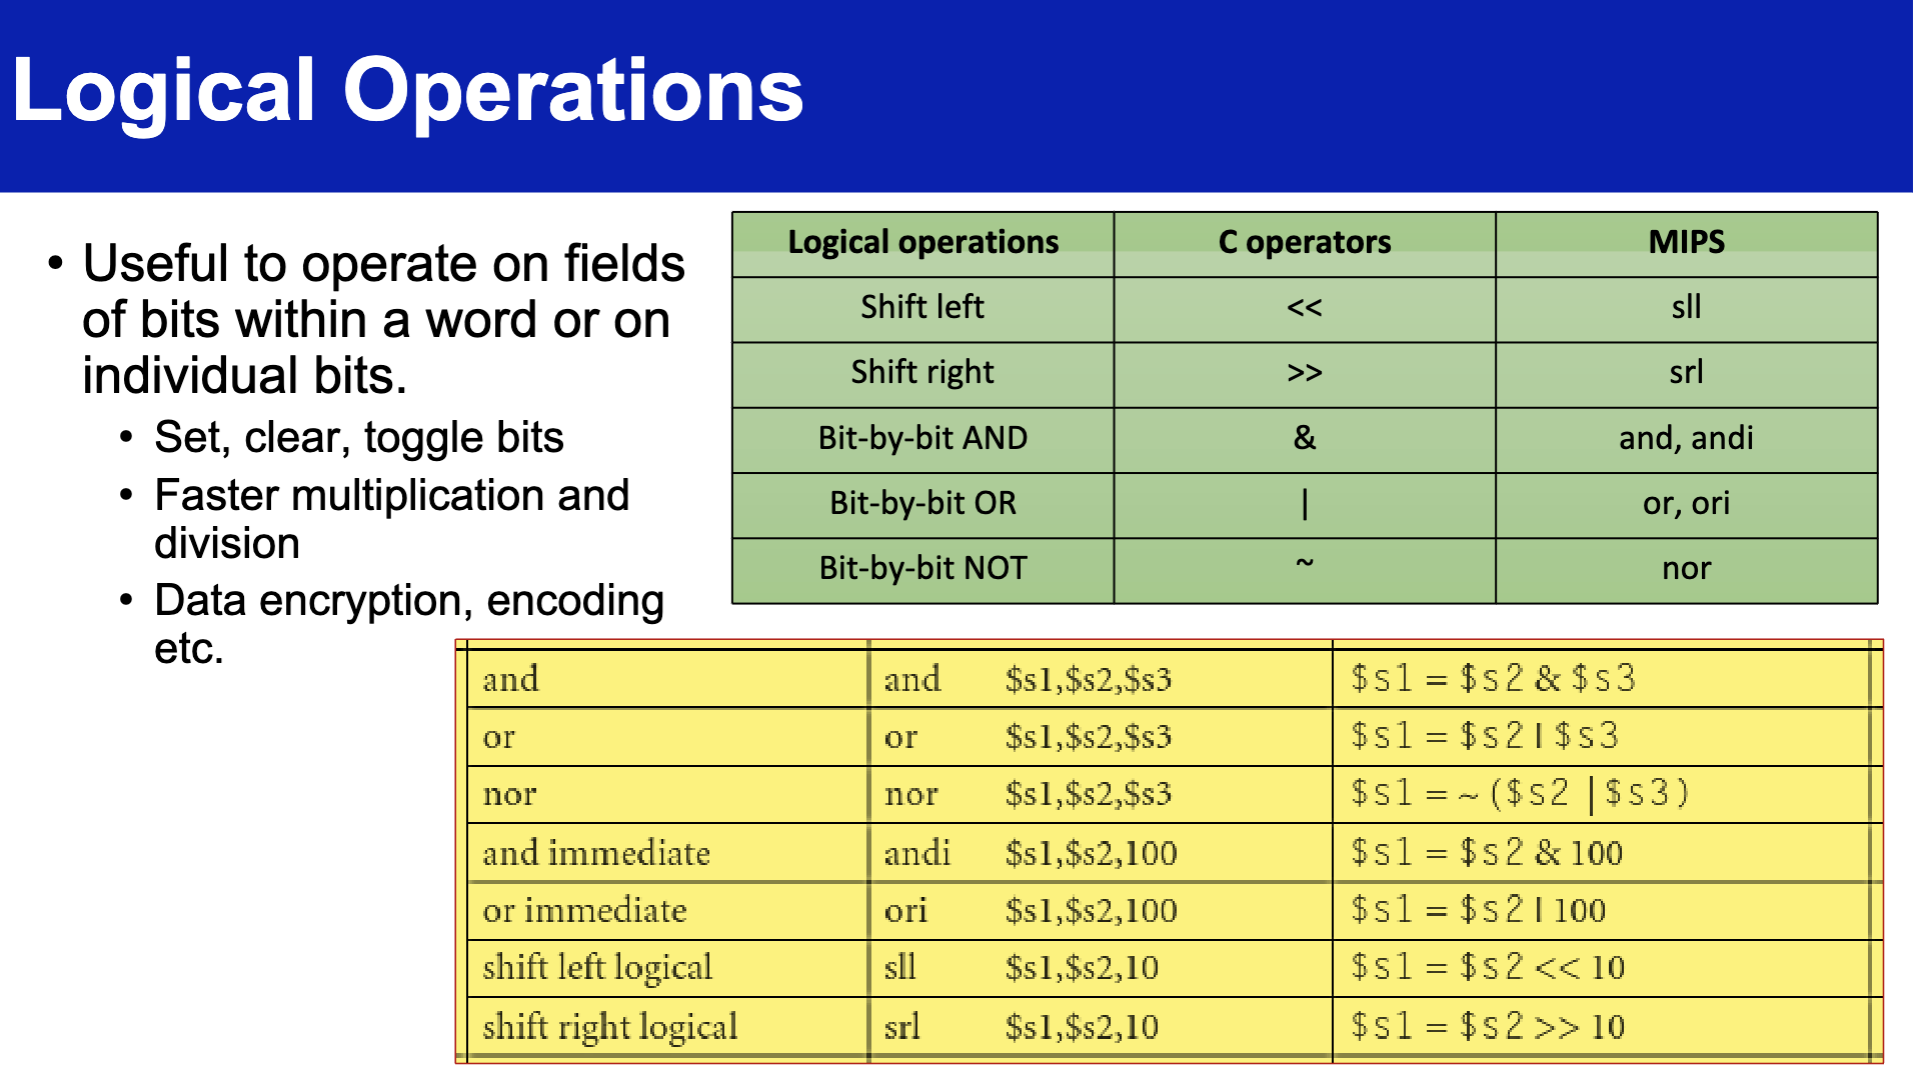 Logical Operations
• Useful to operate on fields
of bits within a word or on
individual bits.
• Set, clear, toggle bits
• Faster multiplication and
division
• Data encryption, encoding
etc.
Logical operations C operators MIPS
Shift left << sll
Shift right >> srl
Bit-by-bit AND & and, andi
Bit-by-bit OR | or, ori
Bit-by-bit NOT ~ nor
and and $s1,$s2,$s3 $s1 = $s2 & $s3
or or $s1,$s2,$s3 $s1 = $s2 | $s3
nor nor $s1,$s2,$s3 $s1 = ~ ($s2 | $s3)
and immediate andi $s1,$s2,100 $s1 = $s2 & 100
or immediate ori $s1,$s2,100 $s1 = $s2 | 100
shift left logical sll $s1,$s2,10 $s1 = $s2 << 10
shift right logical srl $s1,$s2,10 $s1 = $s2 >> 10